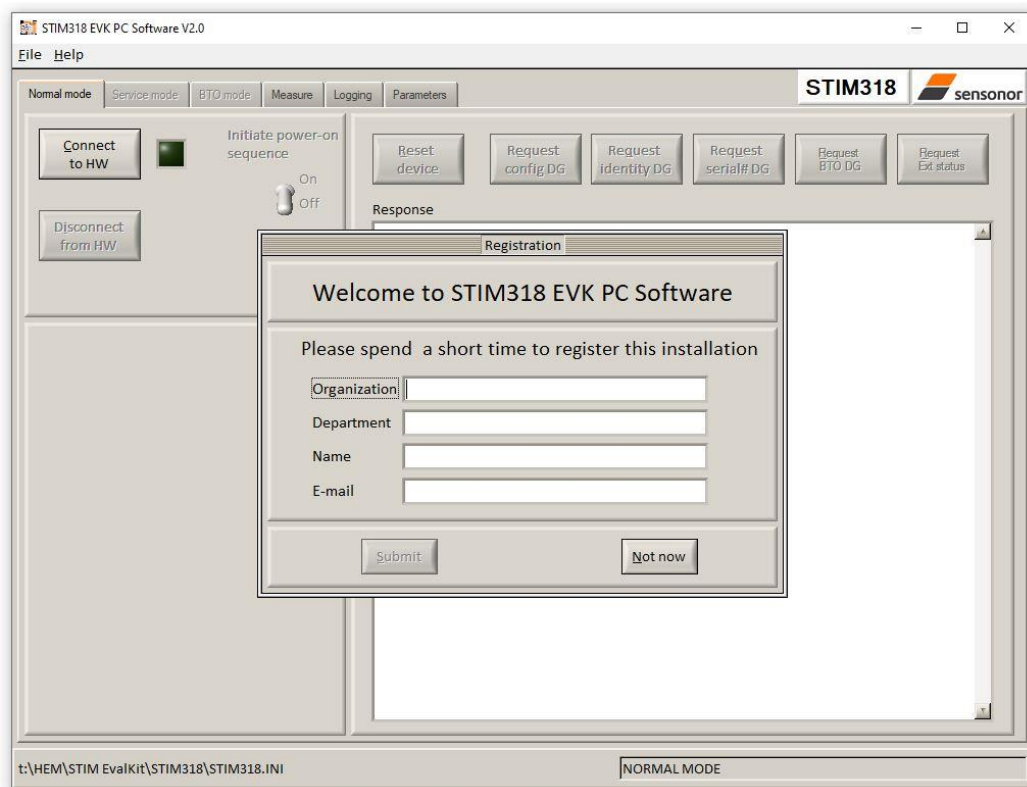 STIM318 EVK PC Software V2.0
File Help
Normal mode Service mode BTO mode Measure Logging Parameters
STIM318 sensonor
Connect to HW
Initiate power-on sequence
On
Off
Disconnect from HW
Reset device
Request config DG
Request identity DG
Request serial# DG
Request BTO DG
Request Ext status
Response
Registration
Welcome to STIM318 EVK PC Software
Please spend a short time to register this installation
Organization
Department
Name
E-mail
Submit Not now
t:\HEM\STIM EvalKit\STIM318\STIM318.INI NORMAL MODE